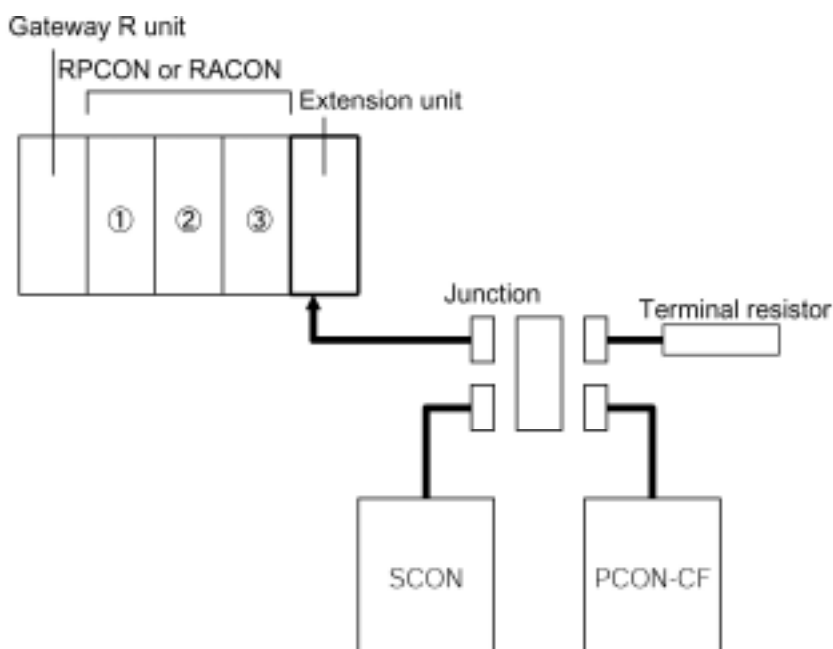 Gateway R unit
RPCON or RACON
Extension unit
① ② ③
Junction
Terminal resistor
SCON
PCON-CF